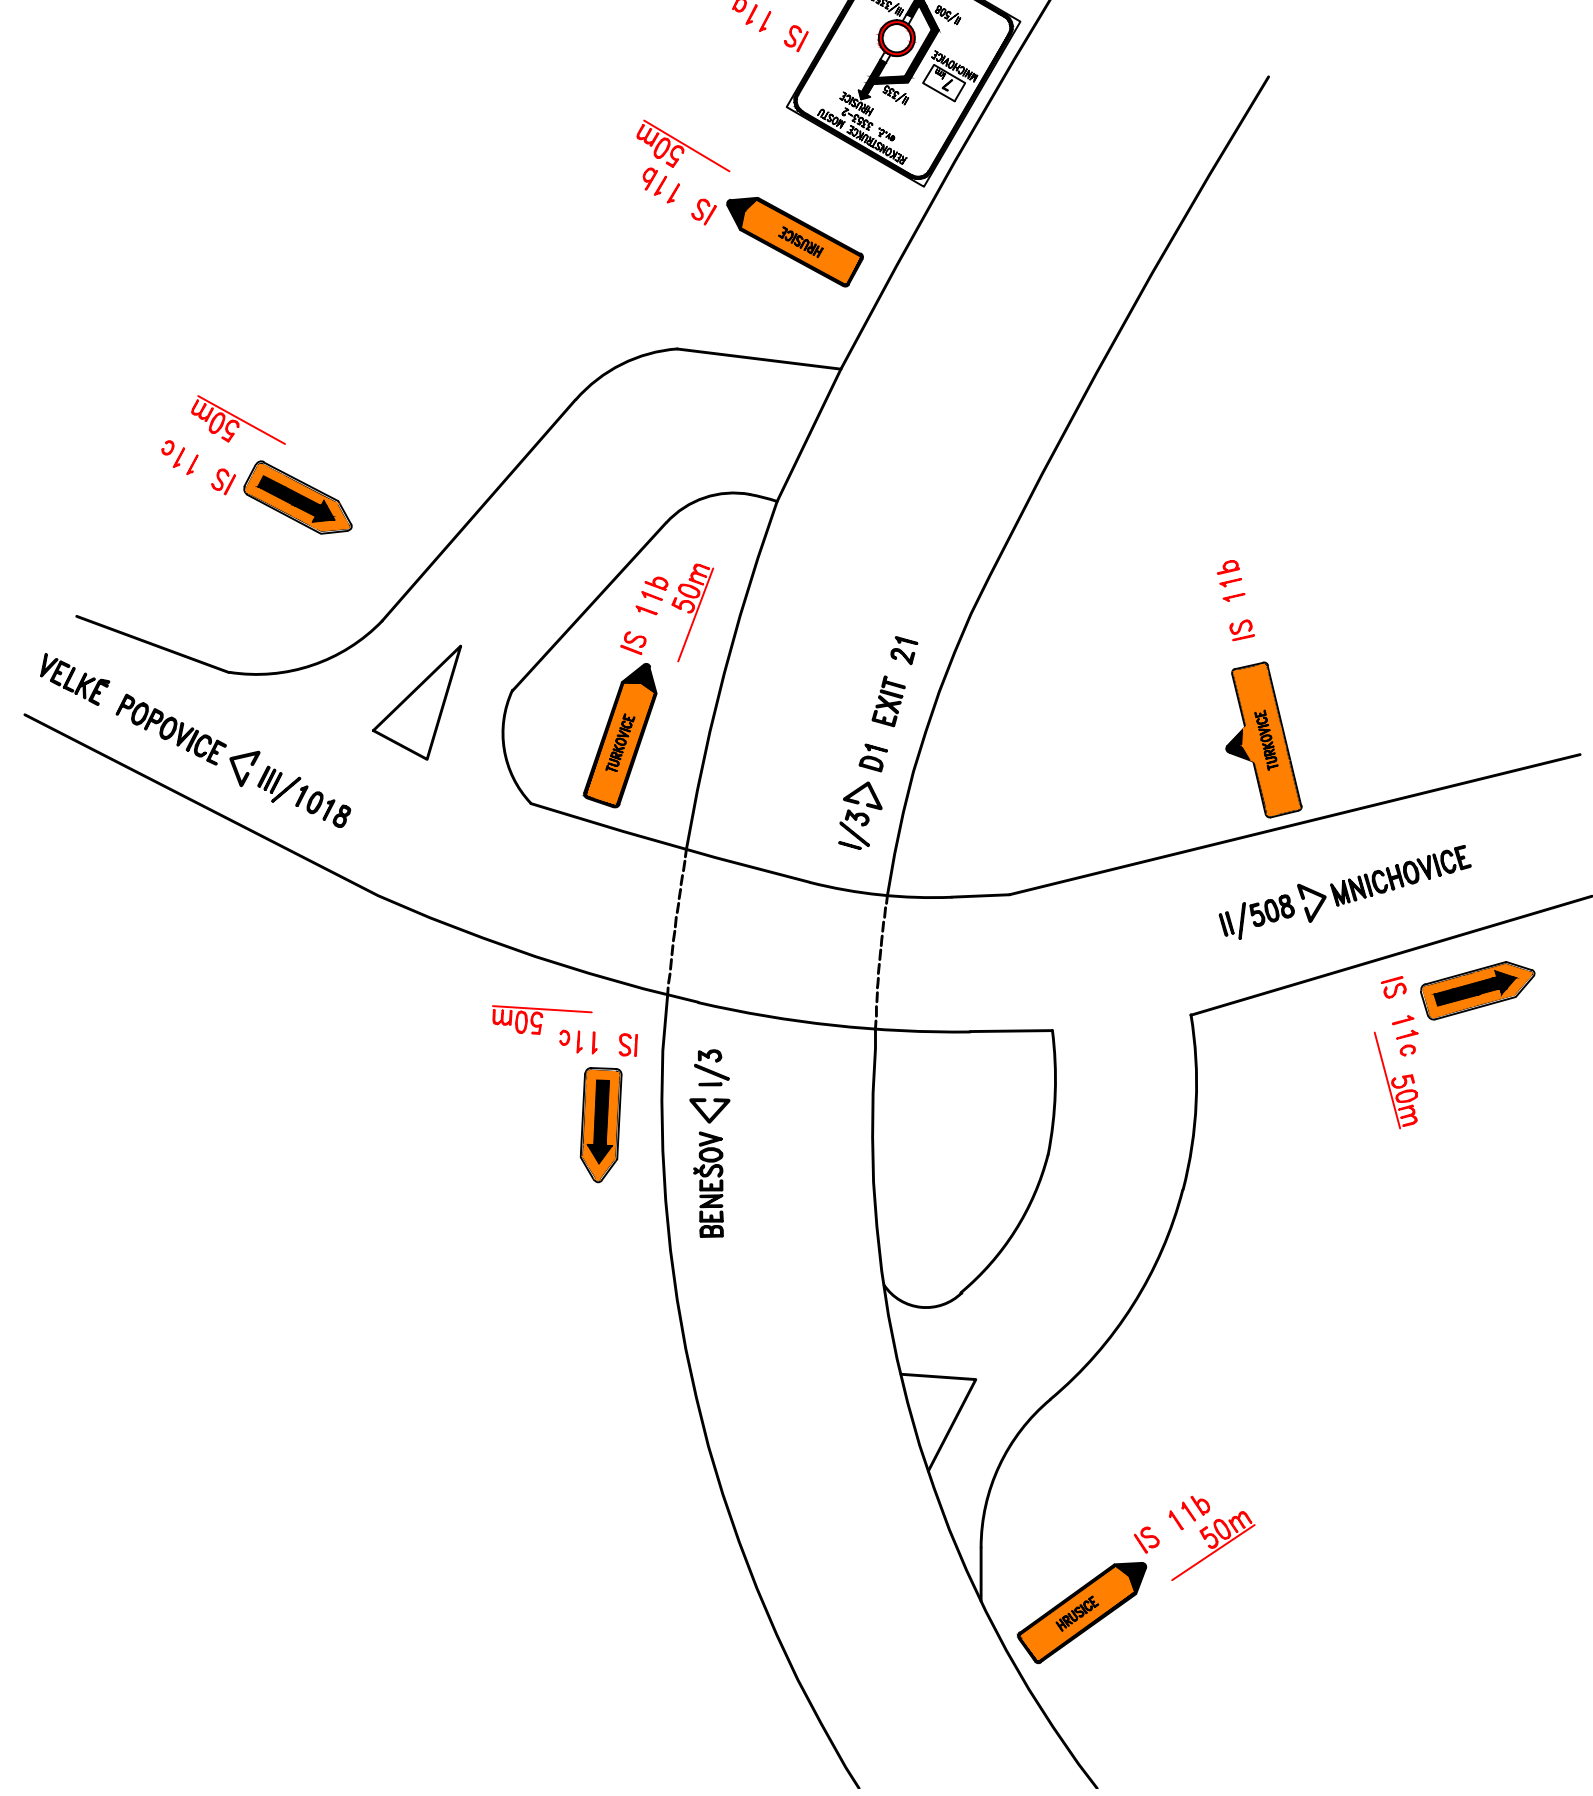 IS 11a
II/508
MNICHOVICE
7 km
II/335
HRUSICE
ev.č. 3353-2
REKONSTRUKCE MOSTU
50m
IS 11b
HRUSICE
50m
IS 11c
IS 11b
50m
TURKOVICE
IS 11b
TURKOVICE
VELKÉ POPOVICE III/1018
I/3 D1 EXIT 21
II/508 MNICHOVICE
IS 11c 50m
IS 11c 50m
BENEŠOV I/3
IS 11b
50m
HRUSICE